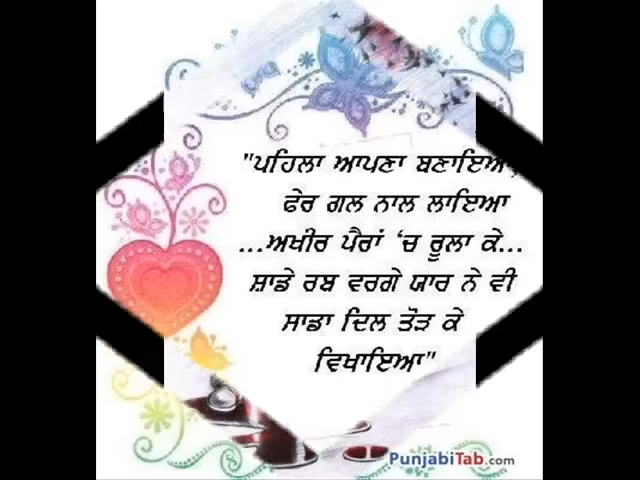 "ਪਹਿਲਾ ਆਪਣਾ ਬਣਾਇਆ,
ਫੇਰ ਗਲ ਨਾਲ ਲਾਇਆ
...ਅਖੀਰ ਪੈਰਾਂ ‘ਚ ਰੂਲਾ ਕੇ...
ਸ਼ਾਡੇ ਰਬ ਵਰਗੇ ਯਾਰ ਨੇ ਵੀ
ਸਾਡਾ ਦਿਲ ਤੋੜ ਕੇ
ਵਿਖਾਇਆ"
PunjabiTab.com